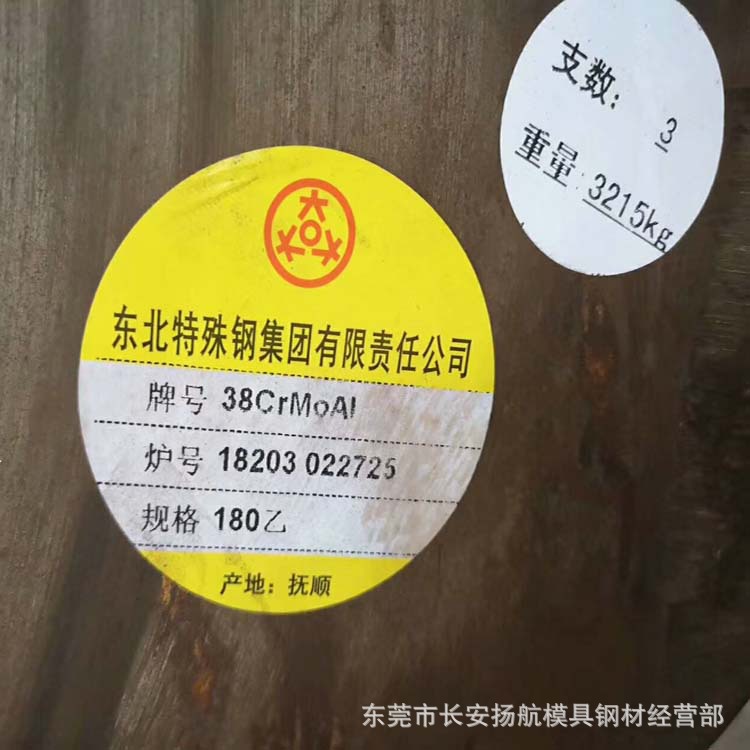 支数: 3
重量: 3215kg
东北特殊钢集团有限责任公司
牌号 38CrMoAl
炉号 18203 022725
规格 180乙
产地: 抚顺
东莞市长安扬航模具钢材经营部